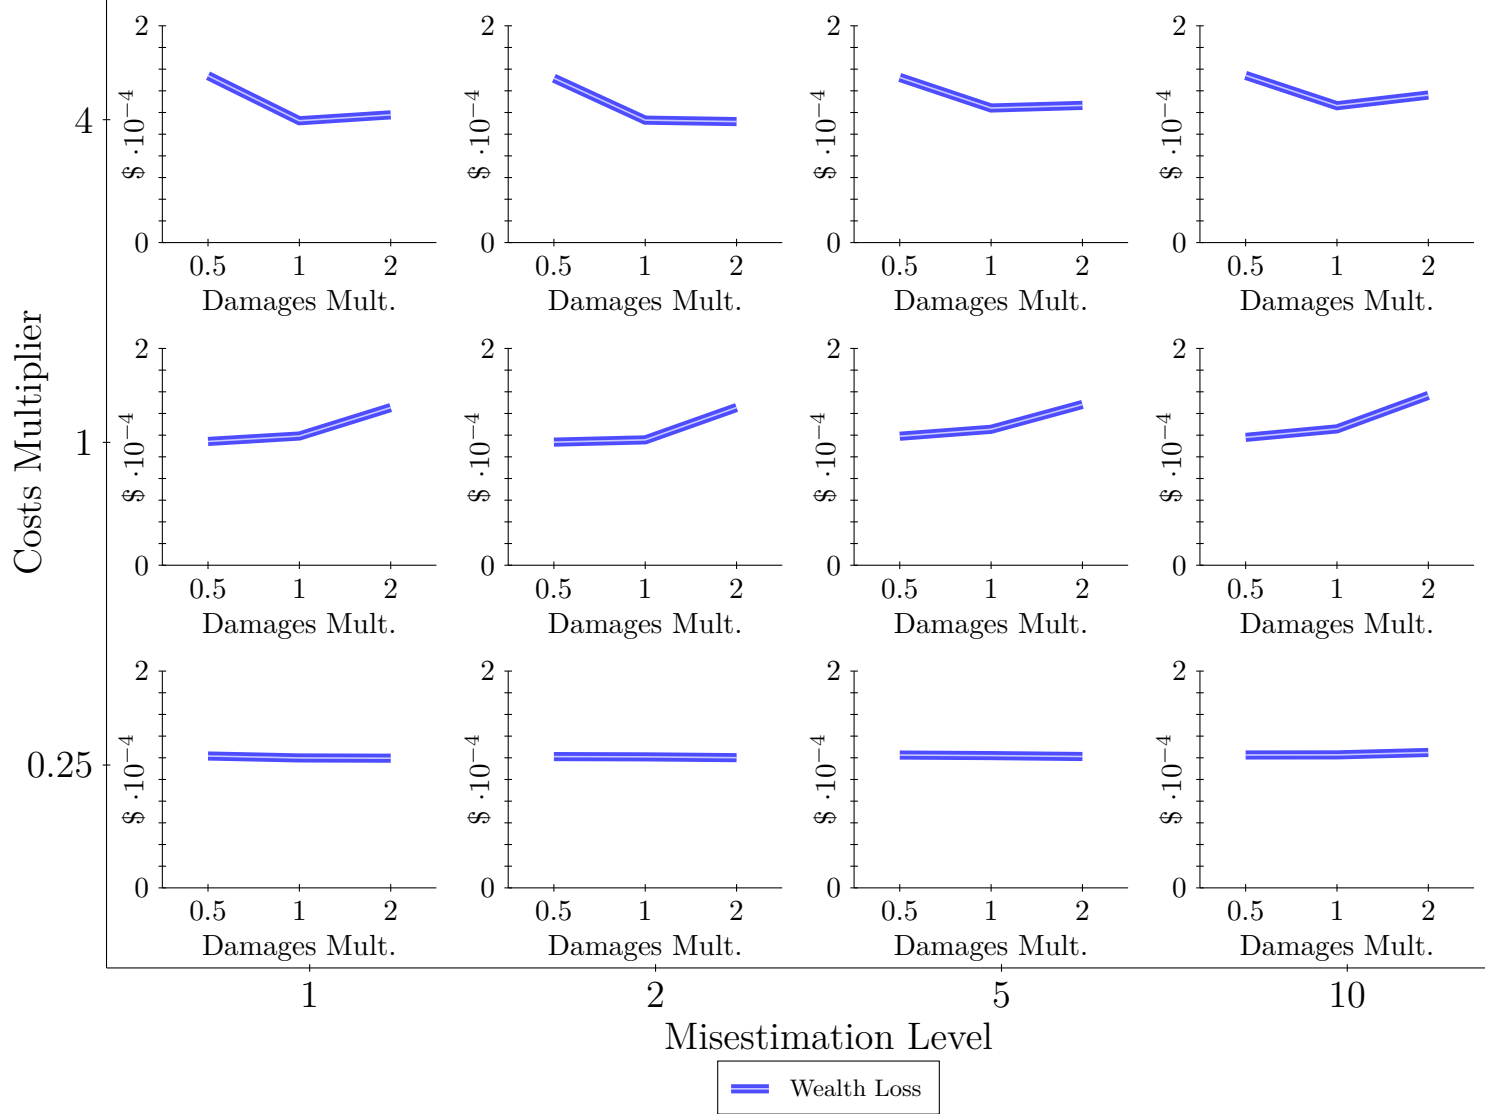 2 2 2 2
$ ·10−4 $ ·10−4 $ ·10−4 $ ·10−4
4
0 0 0 0
0.5 1 2 0.5 1 2 0.5 1 2 0.5 1 2
Damages Mult. Damages Mult. Damages Mult. Damages Mult.
Costs Multiplier
2 2 2 2
$ ·10−4 $ ·10−4 $ ·10−4 $ ·10−4
1
0 0 0 0
0.5 1 2 0.5 1 2 0.5 1 2 0.5 1 2
Damages Mult. Damages Mult. Damages Mult. Damages Mult.
2 2 2 2
$ ·10−4 $ ·10−4 $ ·10−4 $ ·10−4
0.25
0 0 0 0
0.5 1 2 0.5 1 2 0.5 1 2 0.5 1 2
Damages Mult. Damages Mult. Damages Mult. Damages Mult.
1 2 5 10
Misestimation Level
Wealth Loss